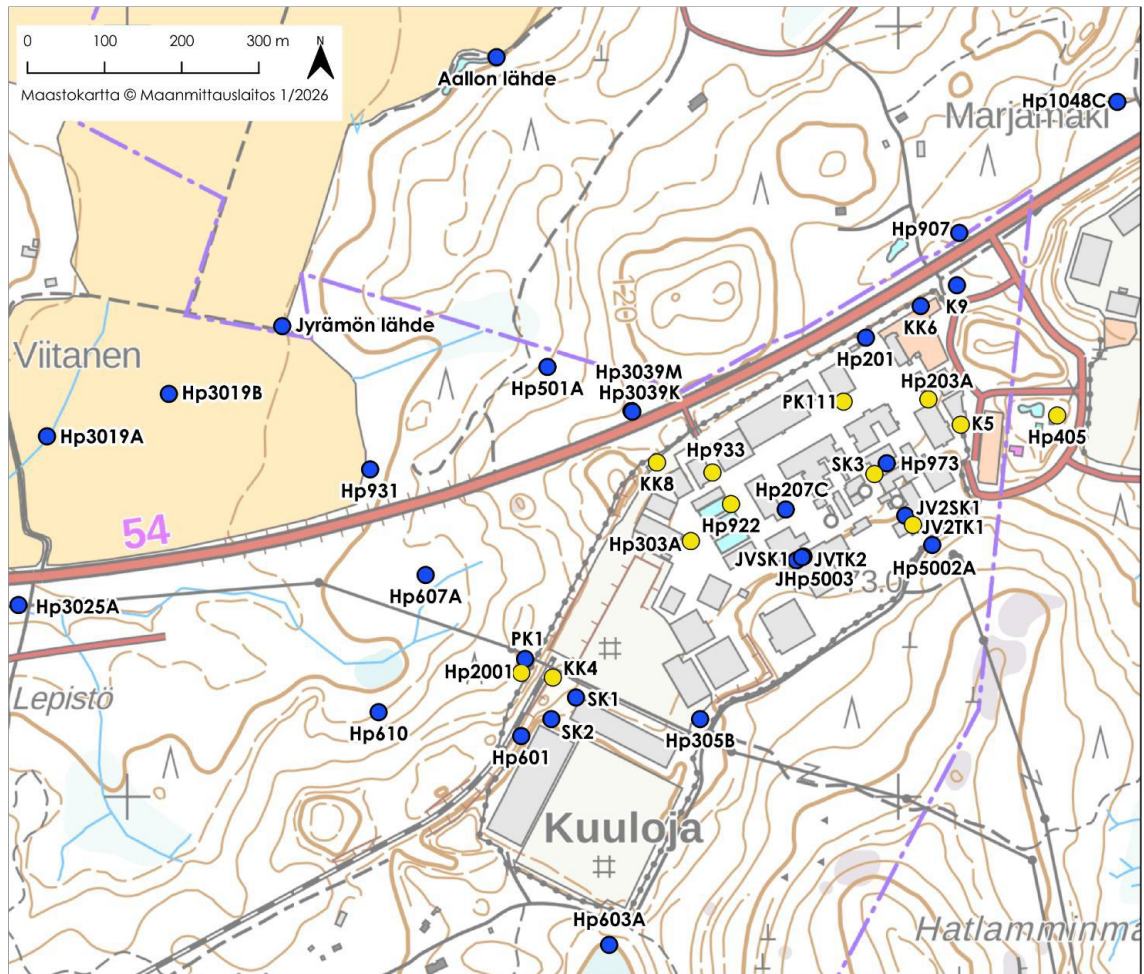 0 100 200 300 m N
Maastokartta © Maanmittauslaitos 1/2026
Aallon lähde
Hp1048C
Marjamäki
Hp907
K9
KK6
Jyrämön lähde
Hp201
Viitanen
120
Hp3039M
Hp501A
Hp3039K
Hp203A
Hp3019B
PK111
K5
Hp405
Hp3019A
Hp933
SK3
Hp973
Hp931
KK8
Hp207C
54
Hp922
JV2SK1
JV2TK1
Hp303A
JVSK1
JVTK2
Hp5002A
JHp5003
73.0
Hp607A
Hp3025A
PK1
Hp2001
KK4
Lepistö
SK1
Hp610
SK2
Hp305B
Hp601
Kuuloja
Hp603A
Hatlamminmä